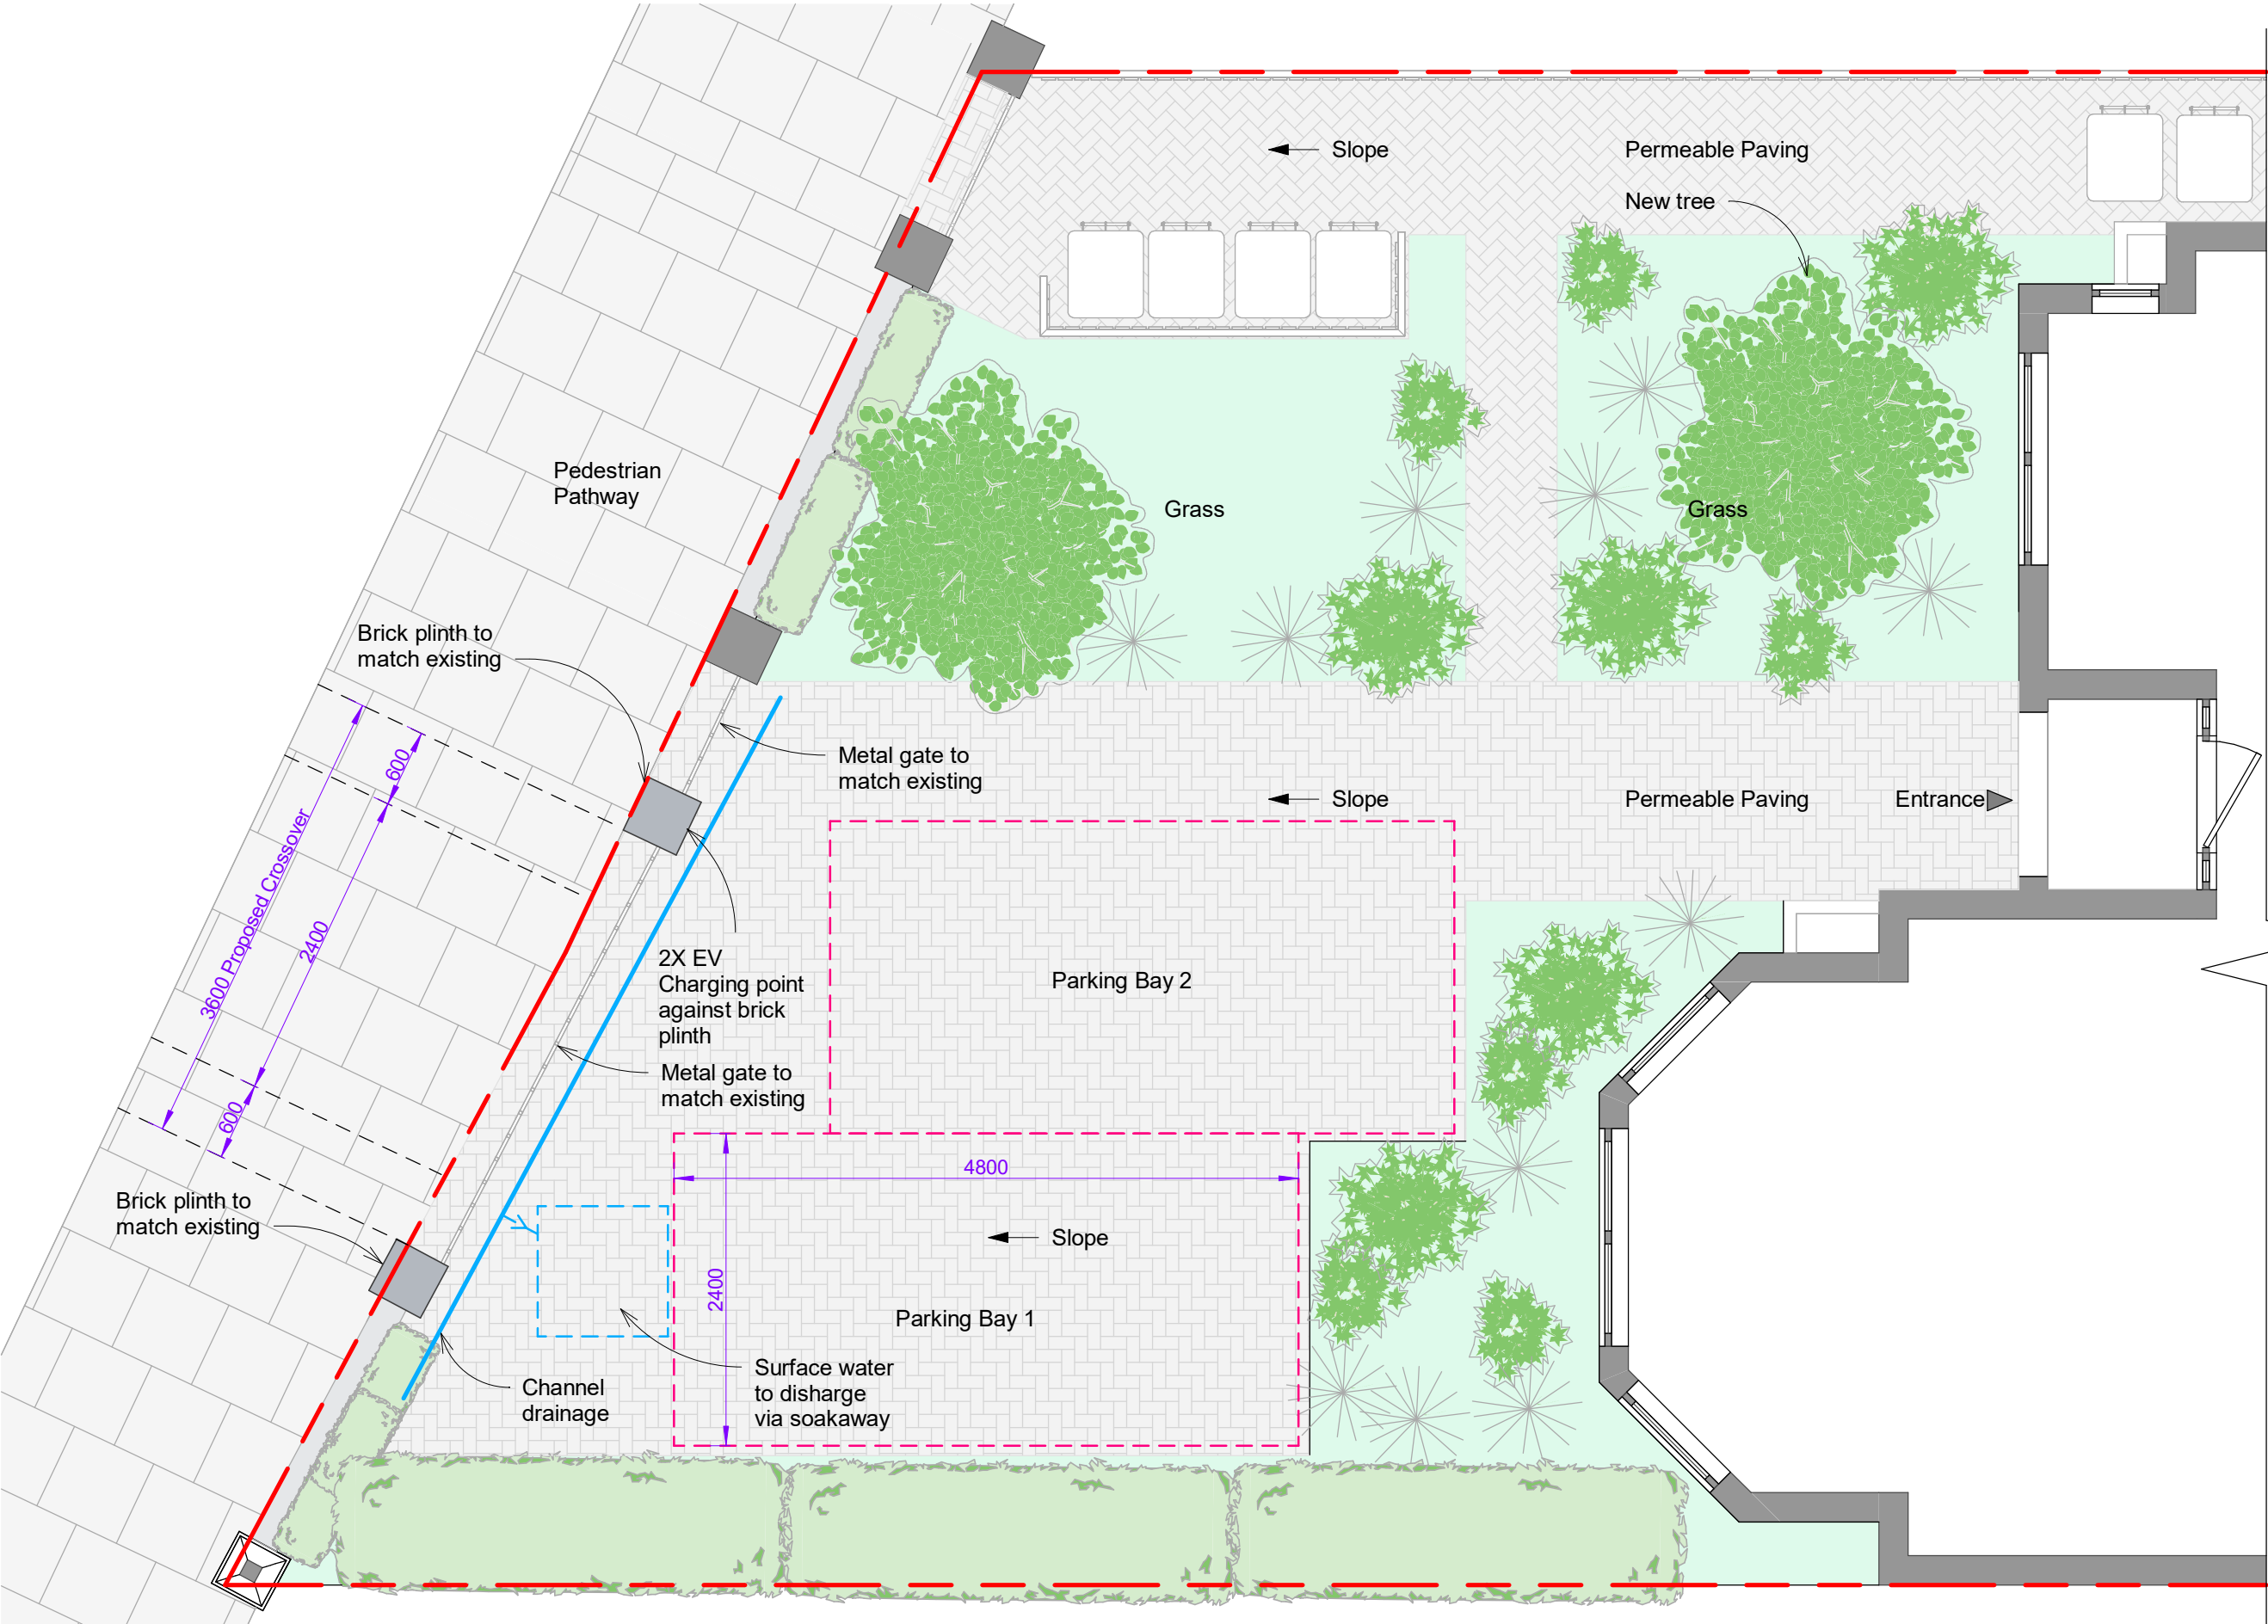 Slope
Permeable Paving
New tree
Pedestrian
Pathway
Grass
Grass
Brick plinth to
match existing
Metal gate to
match existing
Slope
Permeable Paving
Entrance
600
3600 Proposed Crossover
2400
600
2X EV
Charging point
against brick
plinth
Parking Bay 2
Metal gate to
match existing
4800
Brick plinth to
match existing
Slope
2400
Parking Bay 1
Surface water
to disharge
via soakaway
Channel
drainage